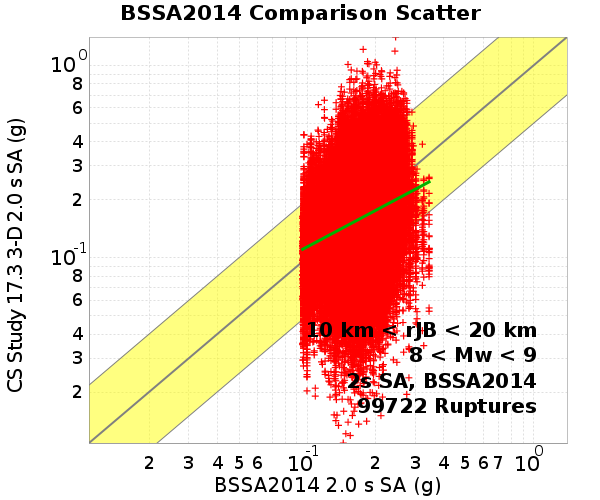 BSSA2014 Comparison Scatter
CS Study 17.3 3-D 2.0 s SA (g)
10⁰
8
6
4
3
2
10⁻¹
8
6
4
3
2
10 km < rJB < 20 km
8 < Mw < 9
2s SA, BSSA2014
99722 Ruptures
2 3 4 5 6 10⁻¹ 2 3 4 5 6 7 10⁰
BSSA2014 2.0 s SA (g)